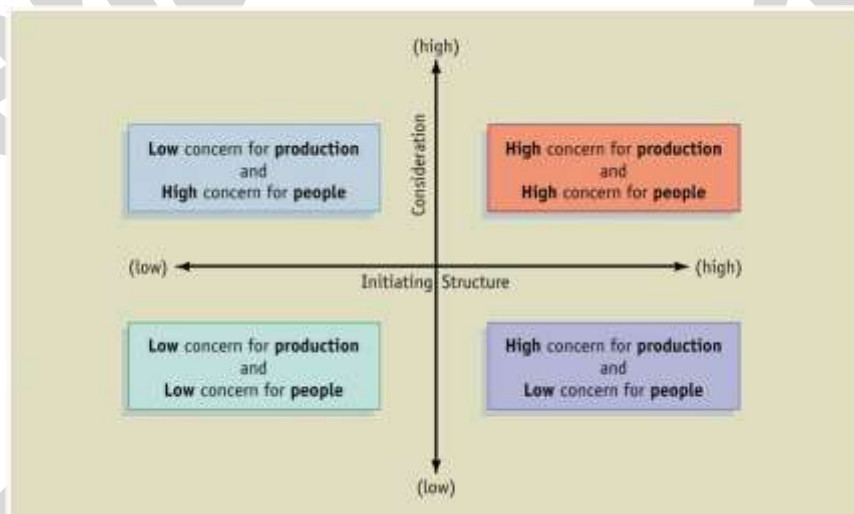 (high)
Consideration
Low concern for production
and
High concern for people
High concern for production
and
High concern for people
(low)
(high)
Initiating Structure
Low concern for production
and
Low concern for people
High concern for production
and
Low concern for people
(low)